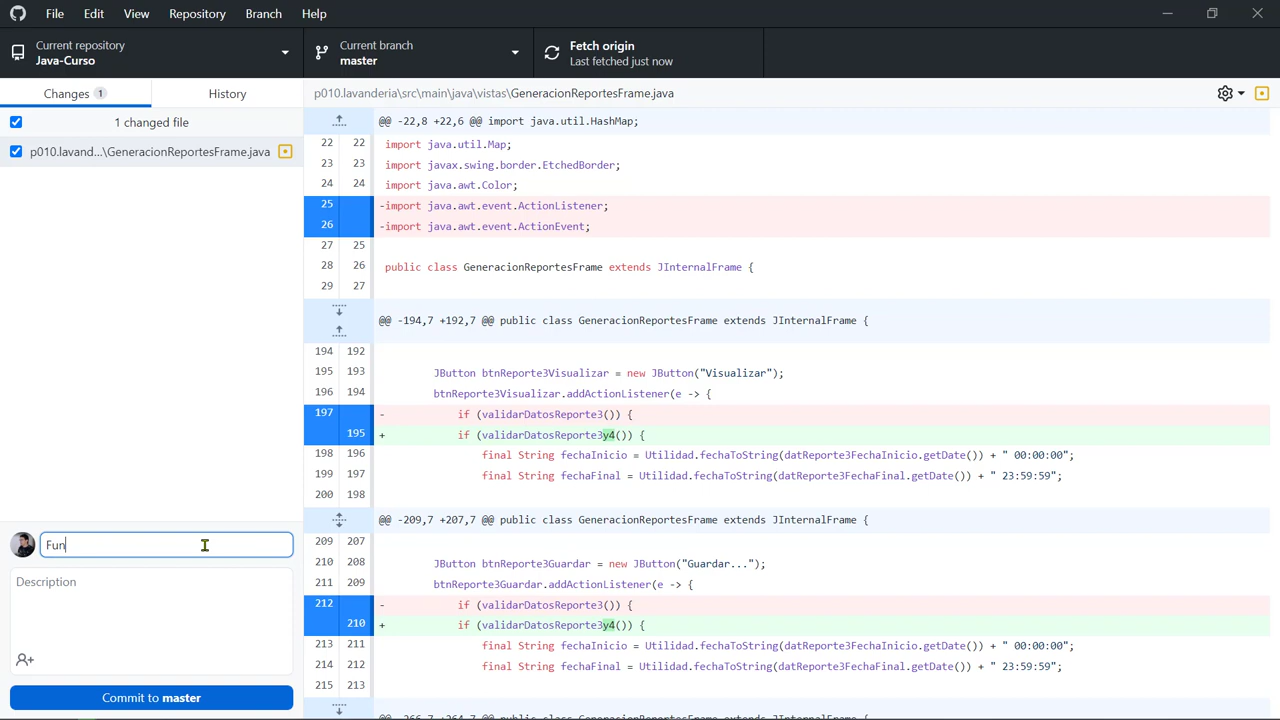 File Edit View Repository Branch Help
Current repository
Java-Curso
Current branch
master
Fetch origin
Last fetched just now
Changes 1
History
1 changed file
p010.lavand...\GeneracionReportesFrame.java
Fun
Description
Commit to master
p010.lavanderia\src\main\java\vistas\GeneracionReportesFrame.java
@@ -22,8 +22,6 @@ import java.util.HashMap;
22 22 import java.util.Map;
23 23 import javax.swing.border.EtchedBorder;
24 24 import java.awt.Color;
25 -import java.awt.event.ActionListener;
26 -import java.awt.event.ActionEvent;
27 25
28 26 public class GeneracionReportesFrame extends JInternalFrame {
29 27
@@ -194,7 +192,7 @@ public class GeneracionReportesFrame extends JInternalFrame {
194 192
195 193 JButton btnReporte3Visualizar = new JButton("Visualizar");
196 194 btnReporte3Visualizar.addActionListener(e -> {
197 - if (validarDatosReporte3()) {
195 + if (validarDatosReporte3y4()) {
198 196 final String fechaInicio = Utilidad.fechaToString(datReporte3FechaInicio.getDate()) + " 00:00:00";
199 197 final String fechaFinal = Utilidad.fechaToString(datReporte3FechaFinal.getDate()) + " 23:59:59";
200 198
@@ -209,7 +207,7 @@ public class GeneracionReportesFrame extends JInternalFrame {
209 207
210 208 JButton btnReporte3Guardar = new JButton("Guardar...");
211 209 btnReporte3Guardar.addActionListener(e -> {
212 - if (validarDatosReporte3()) {
210 + if (validarDatosReporte3y4()) {
213 211 final String fechaInicio = Utilidad.fechaToString(datReporte3FechaInicio.getDate()) + " 00:00:00";
214 212 final String fechaFinal = Utilidad.fechaToString(datReporte3FechaFinal.getDate()) + " 23:59:59";
215 213
@@ -266,7 +264,7 @@ public class GeneracionReportesFrame extends JInternalFrame {